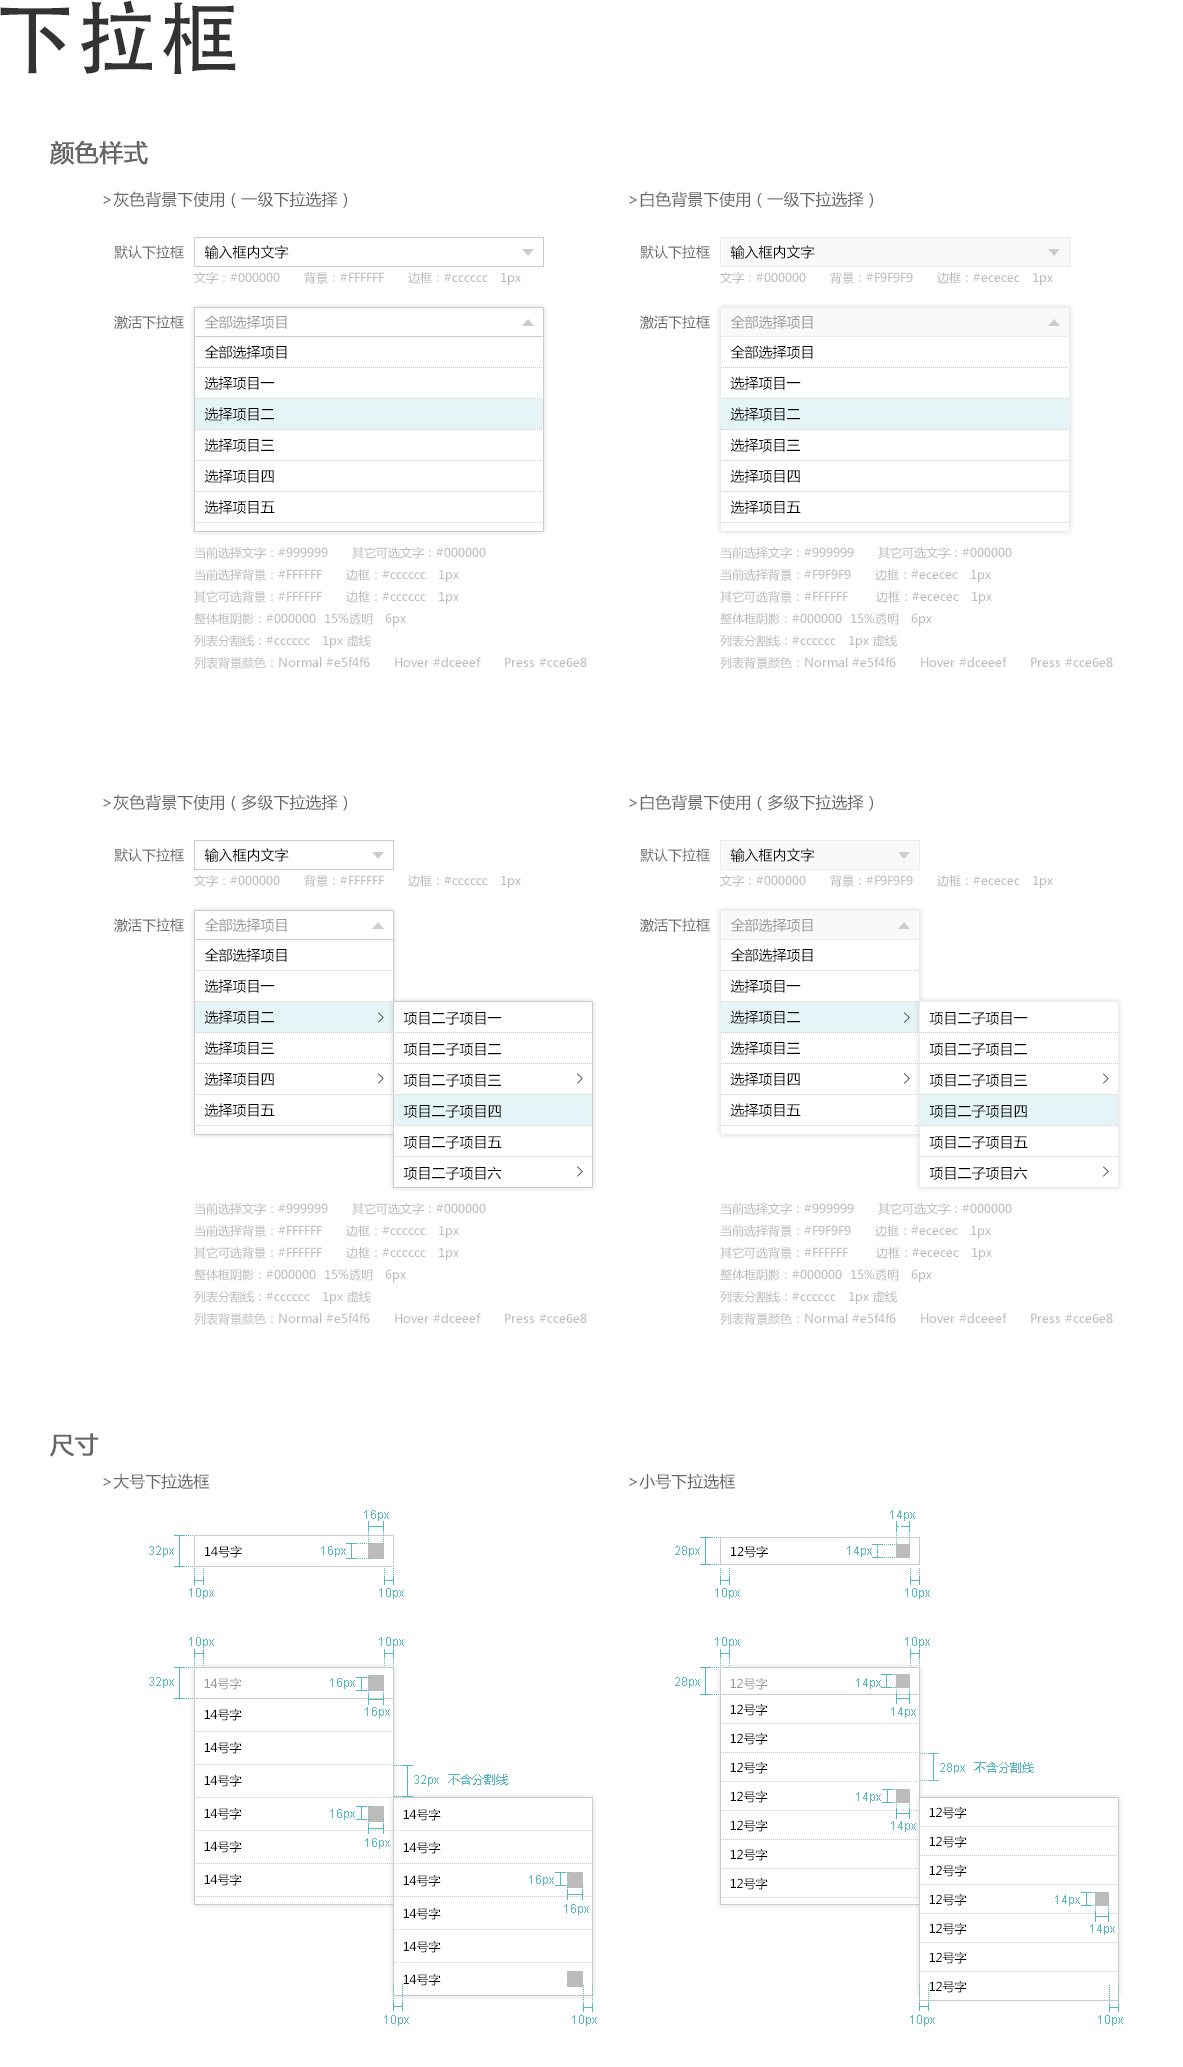 下拉框
颜色样式
>灰色背景下使用（一级下拉选择）
默认下拉框
输入框内文字
文字：#000000 背景：#FFFFFF 边框：#cccccc 1px
激活下拉框
全部选择项目
全部选择项目
选择项目一
选择项目二
选择项目三
选择项目四
选择项目五
当前选择文字：#999999 其它可选文字：#000000
当前选择背景：#FFFFFF 边框：#cccccc 1px
其它可选背景：#FFFFFF 边框：#cccccc 1px
整体框阴影：#000000 15%透明 6px
列表分割线：#cccccc 1px 虚线
列表背景颜色：Normal #e5f4f6 Hover #dceeef Press #cce6e8
>白色背景下使用（一级下拉选择）
默认下拉框
输入框内文字
文字：#000000 背景：#F9F9F9 边框：#ececec 1px
激活下拉框
全部选择项目
全部选择项目
选择项目一
选择项目二
选择项目三
选择项目四
选择项目五
当前选择文字：#999999 其它可选文字：#000000
当前选择背景：#F9F9F9 边框：#ececec 1px
其它可选背景：#FFFFFF 边框：#ececec 1px
整体框阴影：#000000 15%透明 6px
列表分割线：#cccccc 1px 虚线
列表背景颜色：Normal #e5f4f6 Hover #dceeef Press #cce6e8
>灰色背景下使用（多级下拉选择）
默认下拉框
输入框内文字
文字：#000000 背景：#FFFFFF 边框：#cccccc 1px
激活下拉框
全部选择项目
全部选择项目
选择项目一
选择项目二 >
选择项目三
选择项目四 >
选择项目五
项目二子项目一
项目二子项目二
项目二子项目三 >
项目二子项目四
项目二子项目五
项目二子项目六 >
当前选择文字：#999999 其它可选文字：#000000
当前选择背景：#FFFFFF 边框：#cccccc 1px
其它可选背景：#FFFFFF 边框：#cccccc 1px
整体框阴影：#000000 15%透明 6px
列表分割线：#cccccc 1px 虚线
列表背景颜色：Normal #e5f4f6 Hover #dceeef Press #cce6e8
>白色背景下使用（多级下拉选择）
默认下拉框
输入框内文字
文字：#000000 背景：#F9F9F9 边框：#ececec 1px
激活下拉框
全部选择项目
全部选择项目
选择项目一
选择项目二 >
选择项目三
选择项目四 >
选择项目五
项目二子项目一
项目二子项目二
项目二子项目三 >
项目二子项目四
项目二子项目五
项目二子项目六 >
当前选择文字：#999999 其它可选文字：#000000
当前选择背景：#F9F9F9 边框：#ececec 1px
其它可选背景：#FFFFFF 边框：#ececec 1px
整体框阴影：#000000 15%透明 6px
列表分割线：#cccccc 1px 虚线
列表背景颜色：Normal #e5f4f6 Hover #dceeef Press #cce6e8
尺寸
>大号下拉选框
16px
32px 14号字 16px
10px 10px
10px 10px
32px 14号字 16px
16px
14号字
14号字
14号字
32px 不含分割线
14号字 16px
16px
14号字
14号字
14号字
14号字
14号字 16px
16px
14号字
14号字
14号字
10px 10px
>小号下拉选框
14px
28px 12号字 14px
10px 10px
10px 10px
28px 12号字 14px
14px
12号字
12号字
12号字
28px 不含分割线
12号字 14px
14px
12号字
12号字
12号字
12号字
12号字
12号字
12号字 14px
14px
12号字
12号字
12号字
10px 10px